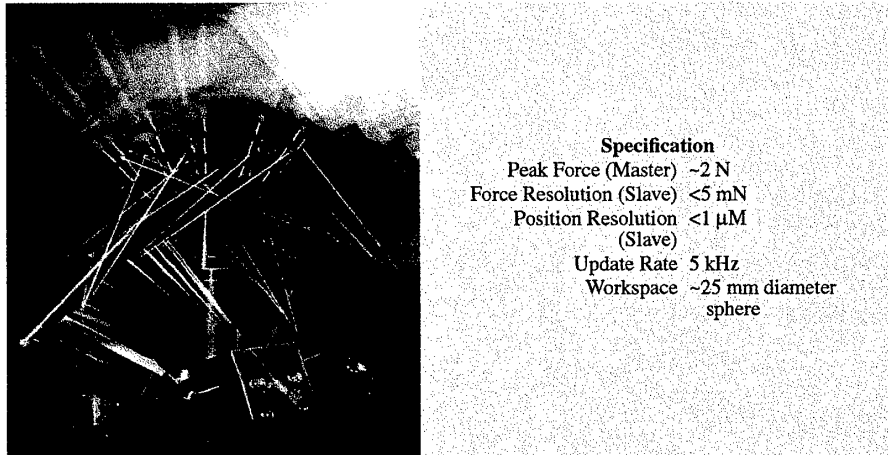 Specification
Peak Force (Master) ~2 N
Force Resolution (Slave) <5 mN
Position Resolution <1 μM
(Slave)
Update Rate 5 kHz
Workspace ~25 mm diameter
sphere